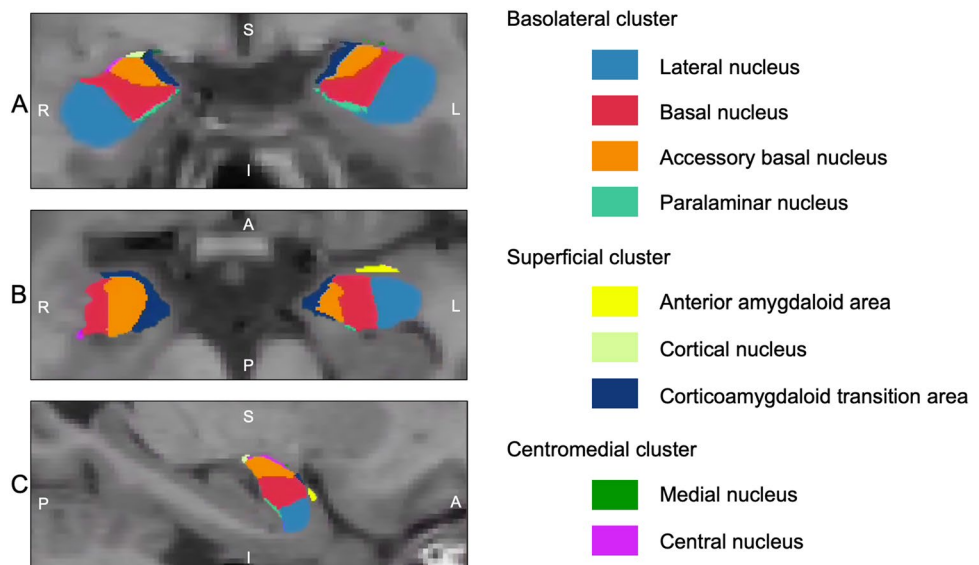 A
S
R
L
I
B
A
R
L
P
C
S
P
A
I
Basolateral cluster
Lateral nucleus
Basal nucleus
Accessory basal nucleus
Paralaminar nucleus
Superficial cluster
Anterior amygdaloid area
Cortical nucleus
Corticoamygdaloid transition area
Centromedial cluster
Medial nucleus
Central nucleus